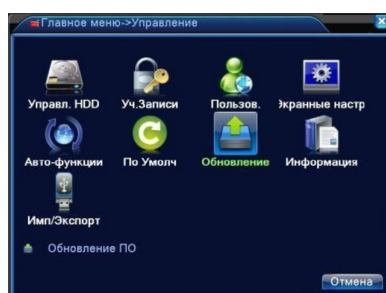 Главное меню->Управление
Управл. HDD Уч.Записи Пользов. Экранные настр
Авто-функции По Умолч Обновление Информация
Имп/Экспорт
Обновление ПО
Отмена